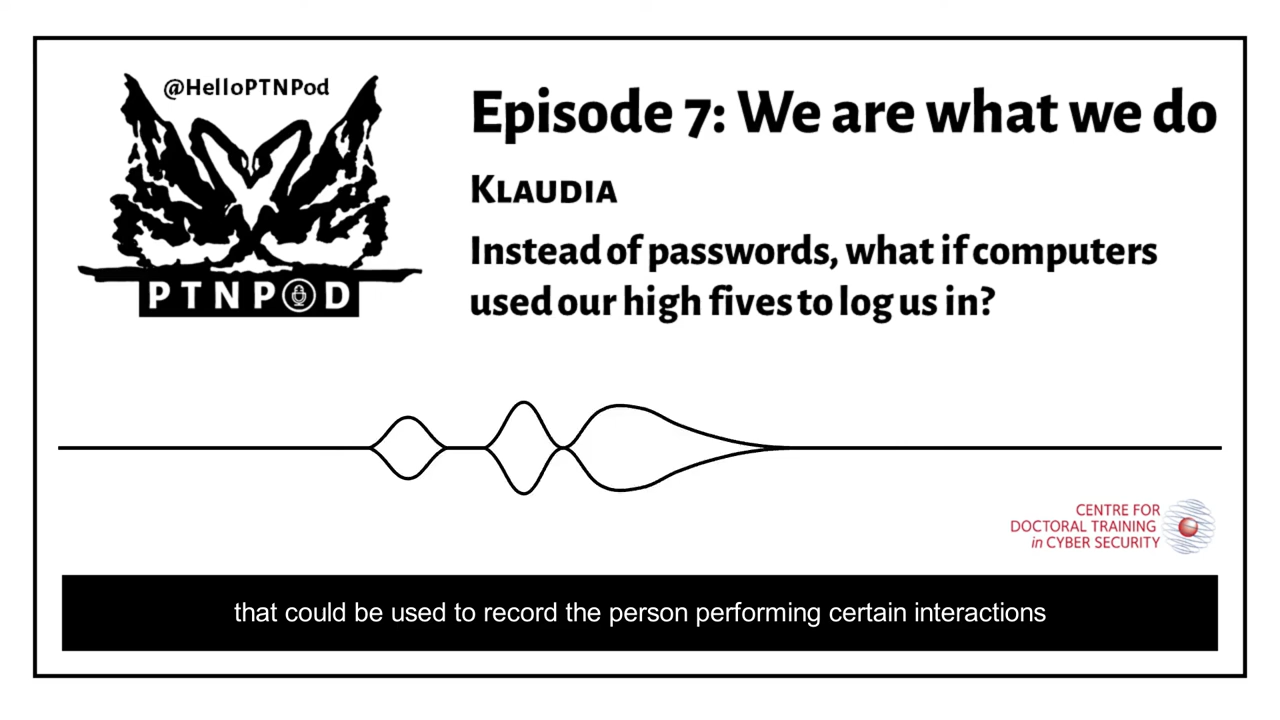 @HelloPTNPod
PTNPOD
Episode 7: We are what we do
Klaudia
Instead of passwords, what if computers
used our high fives to log us in?
CENTRE FOR
DOCTORAL TRAINING
in CYBER SECURITY
that could be used to record the person performing certain interactions